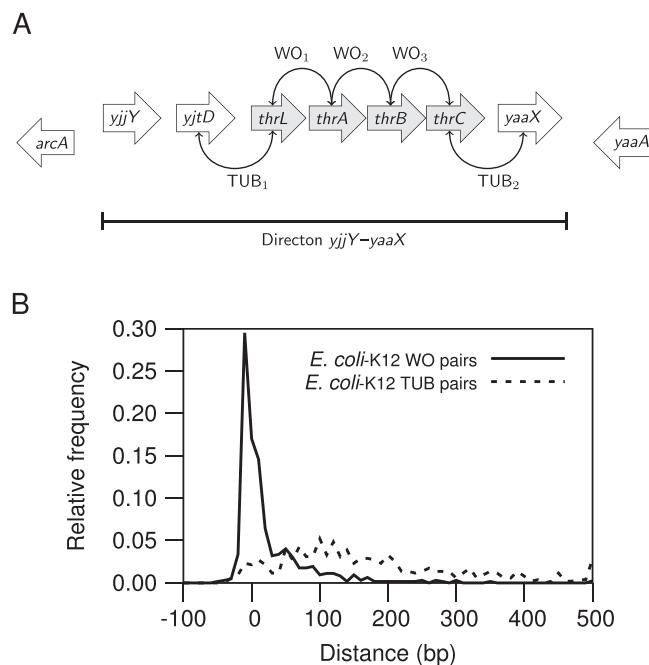 A
WO1 WO2 WO3
yjjY yjtD thrL thrA thrB thrC yaaX
arcA yaaA
TUB1 TUB2
Directon yjjY–yaaX
B
0.30
E. coli-K12 WO pairs
0.25
E. coli-K12 TUB pairs
0.20
0.15
0.10
0.05
0.00
Relative frequency
-100 0 100 200 300 400 500
Distance (bp)